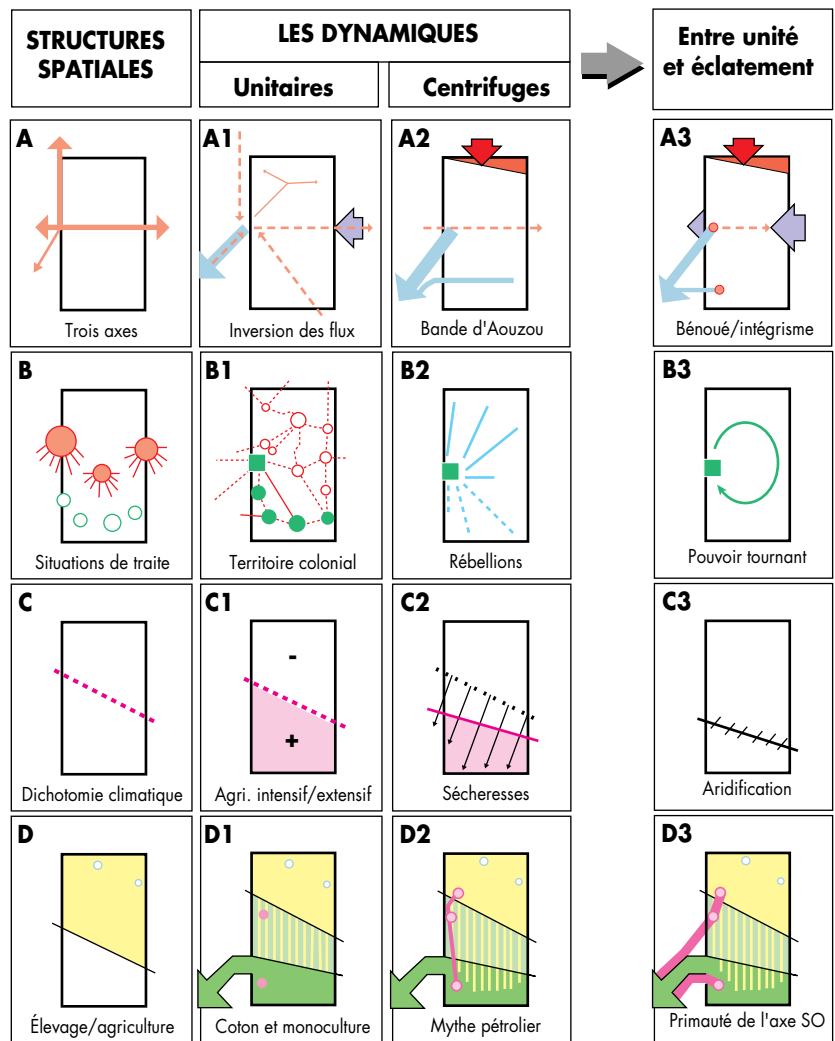 STRUCTURES
SPATIALES
LES DYNAMIQUES
Unitaires
Centrifuges
Entre unité
et éclatement
A
Trois axes
A1
Inversion des flux
A2
Bande d'Aouzou
A3
Bénoué/intégrisme
B
Situations de traite
B1
Territoire colonial
B2
Rébellions
B3
Pouvoir tournant
C
Dichotomie climatique
C1
-
+
Agri. intensif/extensif
C2
Sécheresses
C3
Aridification
D
Élevage/agriculture
D1
Coton et monoculture
D2
Mythe pétrolier
D3
Primauté de l'axe SO